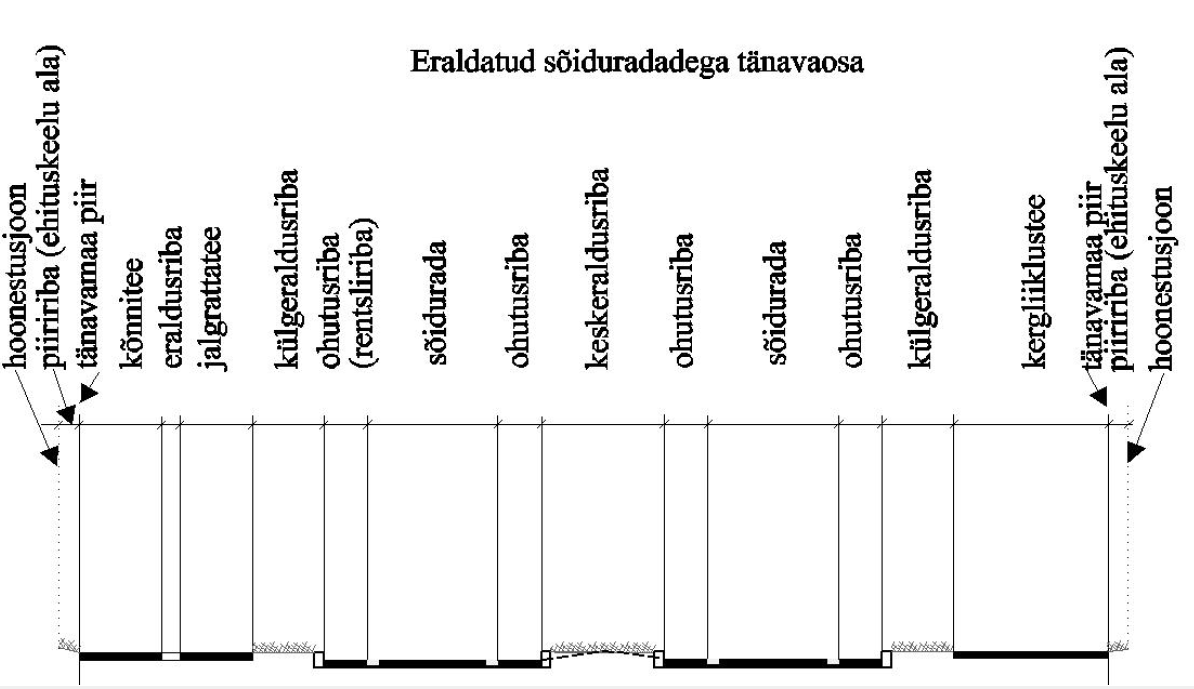 Eraldatud sõiduradadega tänavaosa
hoonestusjoon
piiririba (ehituskeelu ala)
tänavamaa piir
kõnnitee
eraldusriba
jalgrattatee
külgeraldusriba
ohutusriba
(rentsliriba)
sõidurada
ohutusriba
keskeraldusriba
ohutusriba
sõidurada
ohutusriba
külgeraldusriba
kergliiklustee
tänavamaa piir
piiririba (ehituskeelu ala)
hoonestusjoon